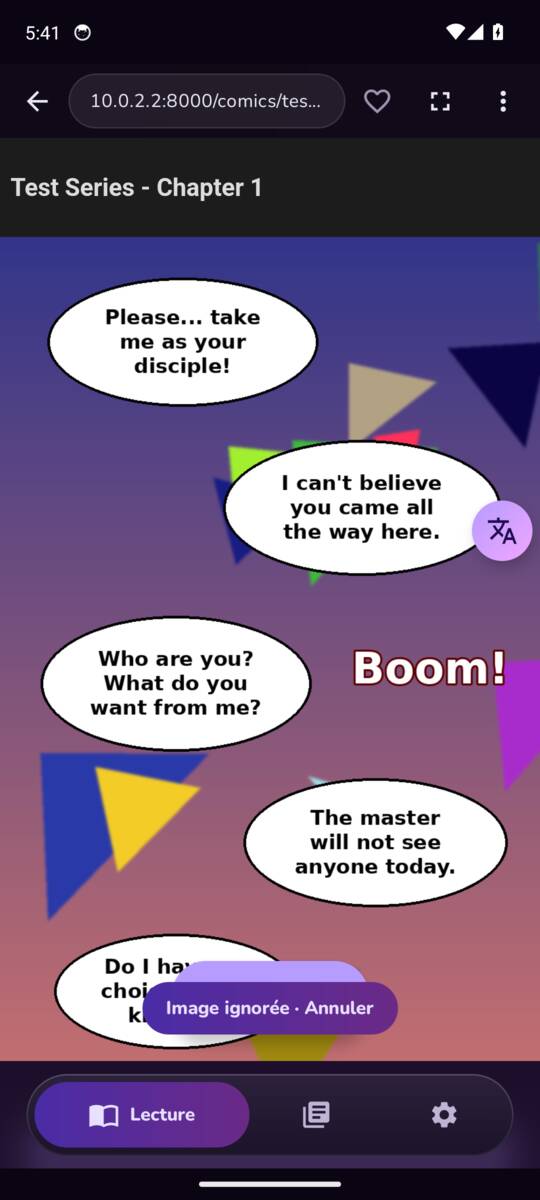 5:41
10.0.2.2:8000/comics/tes...
Test Series - Chapter 1
Please... take
me as your
disciple!
I can't believe
you came all
the way here.
Who are you?
What do you
want from me?
Boom!
The master
will not see
anyone today.
Do I
Image ignorée · Annuler
Lecture